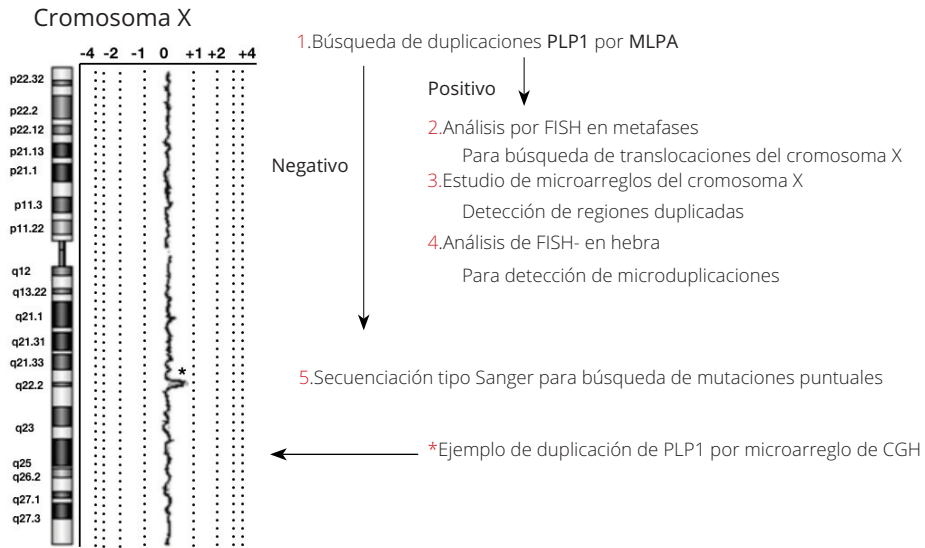 Cromosoma X
-4 -2 -1 0 +1 +2 +4
p22.32
p22.2
p22.12
p21.13
p21.1
p11.3
p11.22
q12
q13.22
q21.1
q21.31
q21.33
q22.2
q23
q25
q26.2
q27.1
q27.3
*
1.Búsqueda de duplicaciones PLP1 por MLPA
Positivo
Negativo
2.Análisis por FISH en metafases
Para búsqueda de translocaciones del cromosoma X
3.Estudio de microarreglos del cromosoma X
Detección de regiones duplicadas
4.Análisis de FISH- en hebra
Para detección de microduplicaciones
5.Secuenciación tipo Sanger para búsqueda de mutaciones puntuales
*Ejemplo de duplicación de PLP1 por microarreglo de CGH